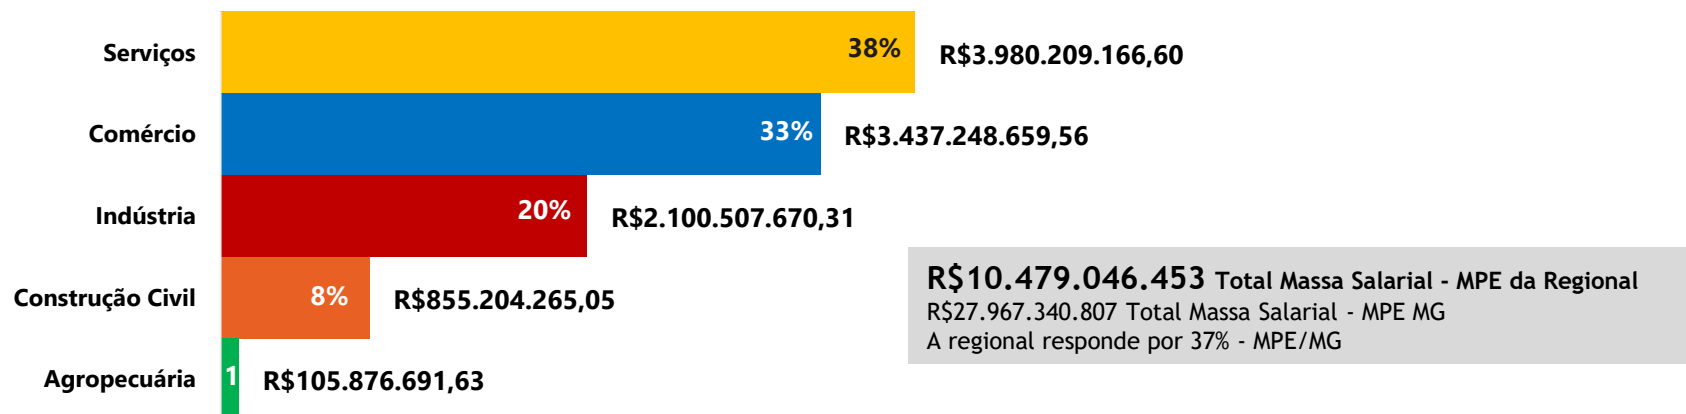 Serviços 38% R$3.980.209.166,60
Comércio 33% R$3.437.248.659,56
Indústria 20% R$2.100.507.670,31
Construção Civil 8% R$855.204.265,05
Agropecuária 1 R$105.876.691,63
R$10.479.046.453 Total Massa Salarial - MPE da Regional
R$27.967.340.807 Total Massa Salarial - MPE MG
A regional responde por 37% - MPE/MG